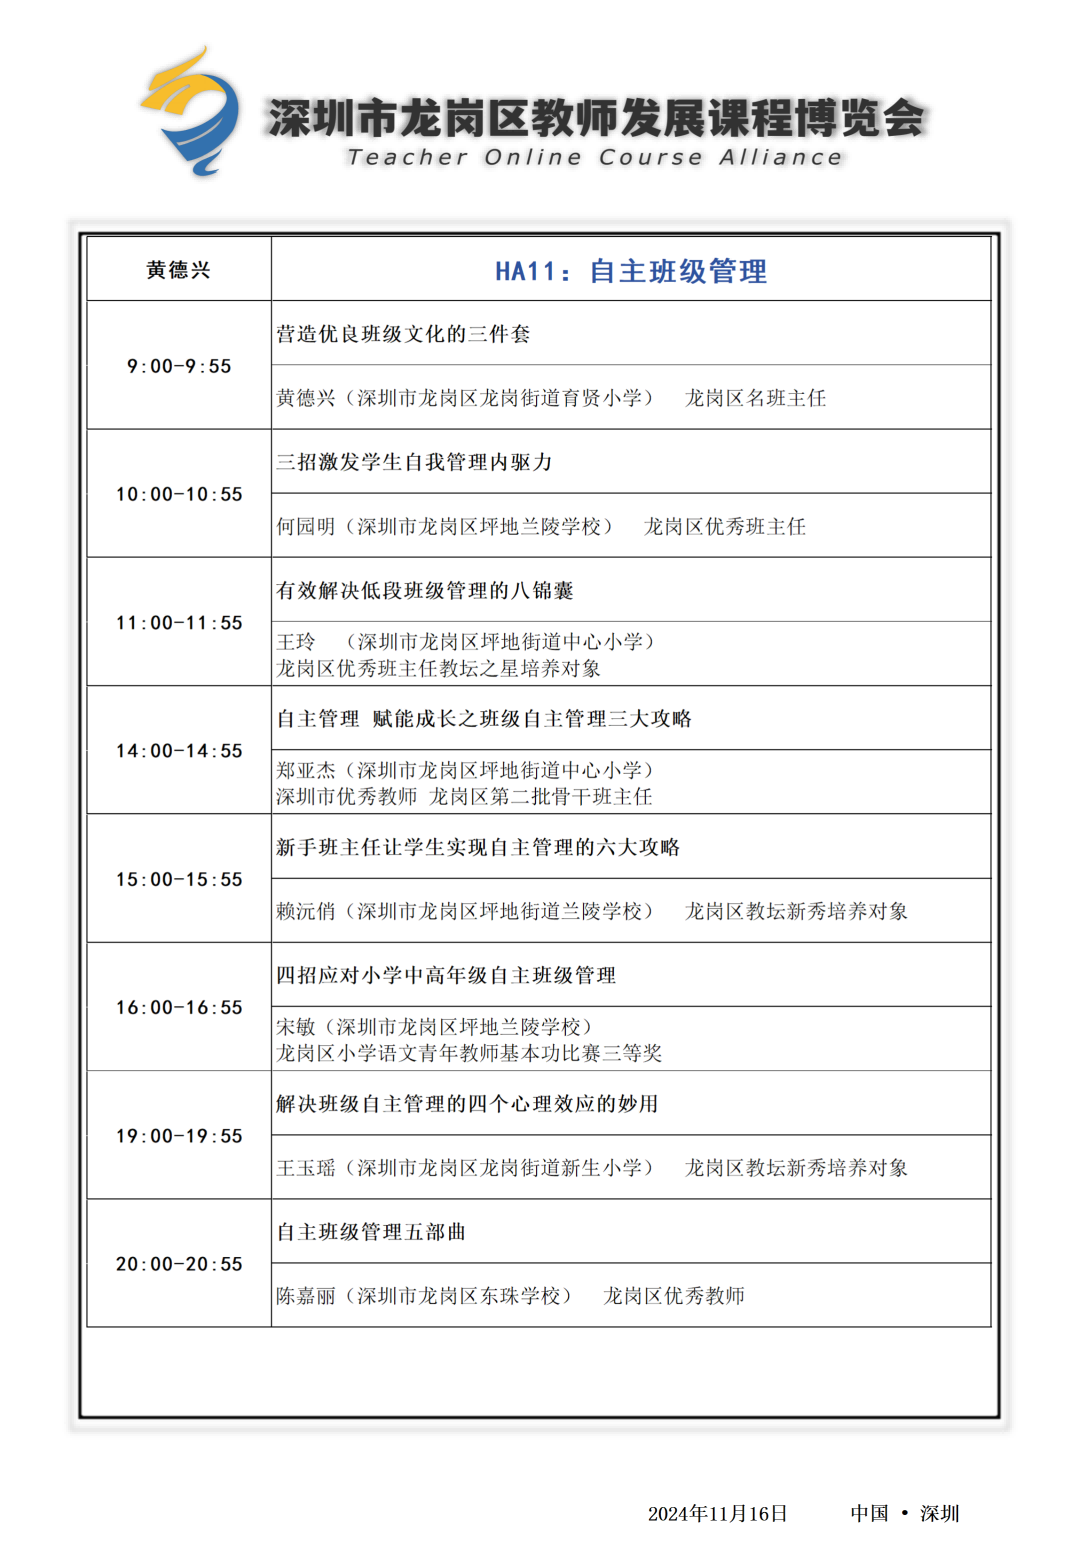 深圳市龙岗区教师发展课程博览会
Teacher Online Course Alliance
黄德兴
HA11：自主班级管理
9:00-9:55
营造优良班级文化的三件套
黄德兴（深圳市龙岗区龙岗街道育贤小学） 龙岗区名班主任
10:00-10:55
三招激发学生自我管理内驱力
何园明（深圳市龙岗区坪地兰陵学校） 龙岗区优秀班主任
11:00-11:55
有效解决低段班级管理的八锦囊
王玲 （深圳市龙岗区坪地街道中心小学）
龙岗区优秀班主任教坛之星培养对象
14:00-14:55
自主管理 赋能成长之班级自主管理三大攻略
郑亚杰（深圳市龙岗区坪地街道中心小学）
深圳市优秀教师 龙岗区第二批骨干班主任
15:00-15:55
新手班主任让学生实现自主管理的六大攻略
赖沅俏（深圳市龙岗区坪地街道兰陵学校） 龙岗区教坛新秀培养对象
16:00-16:55
四招应对小学中高年级自主班级管理
宋敏（深圳市龙岗区坪地兰陵学校）
龙岗区小学语文青年教师基本功比赛三等奖
19:00-19:55
解决班级自主管理的四个心理效应的妙用
王玉瑶（深圳市龙岗区龙岗街道新生小学） 龙岗区教坛新秀培养对象
20:00-20:55
自主班级管理五部曲
陈嘉丽（深圳市龙岗区东珠学校） 龙岗区优秀教师
2024年11月16日 中国 • 深圳